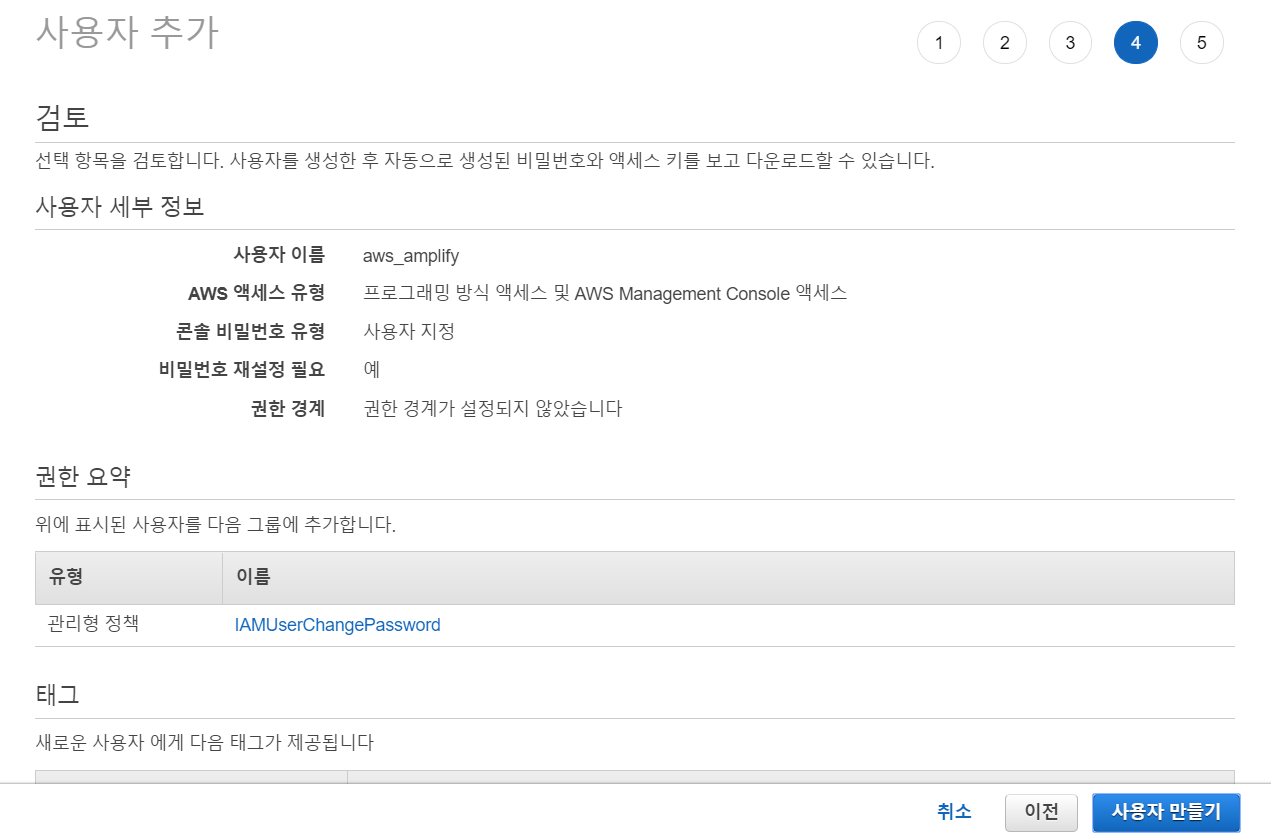 사용자 추가
1 2 3 4 5
검토
선택 항목을 검토합니다. 사용자를 생성한 후 자동으로 생성된 비밀번호와 액세스 키를 보고 다운로드할 수 있습니다.
사용자 세부 정보
사용자 이름 aws_amplify
AWS 액세스 유형 프로그래밍 방식 액세스 및 AWS Management Console 액세스
콘솔 비밀번호 유형 사용자 지정
비밀번호 재설정 필요 예
권한 경계 권한 경계가 설정되지 않았습니다
권한 요약
위에 표시된 사용자를 다음 그룹에 추가합니다.
유형 이름
관리형 정책 IAMUserChangePassword
태그
새로운 사용자 에게 다음 태그가 제공됩니다
취소 이전 사용자 만들기